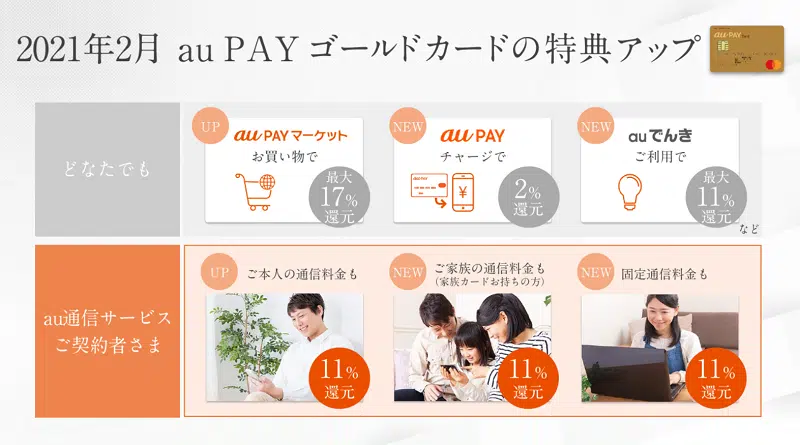 2021年2月 au PAY ゴールドカードの特典アップ
au PAY
どなたでも
UP
au PAY マーケット
お買い物で
最大
17%
還元
NEW
au PAY
チャージで
¥
2%
還元
NEW
auでんき
ご利用で
最大
11%
還元
など
au通信サービス
ご契約者さま
UP
ご本人の通信料金も
11%
還元
NEW
ご家族の通信料金も
(家族カードお持ちの方)
11%
還元
NEW
固定通信料金も
11%
還元